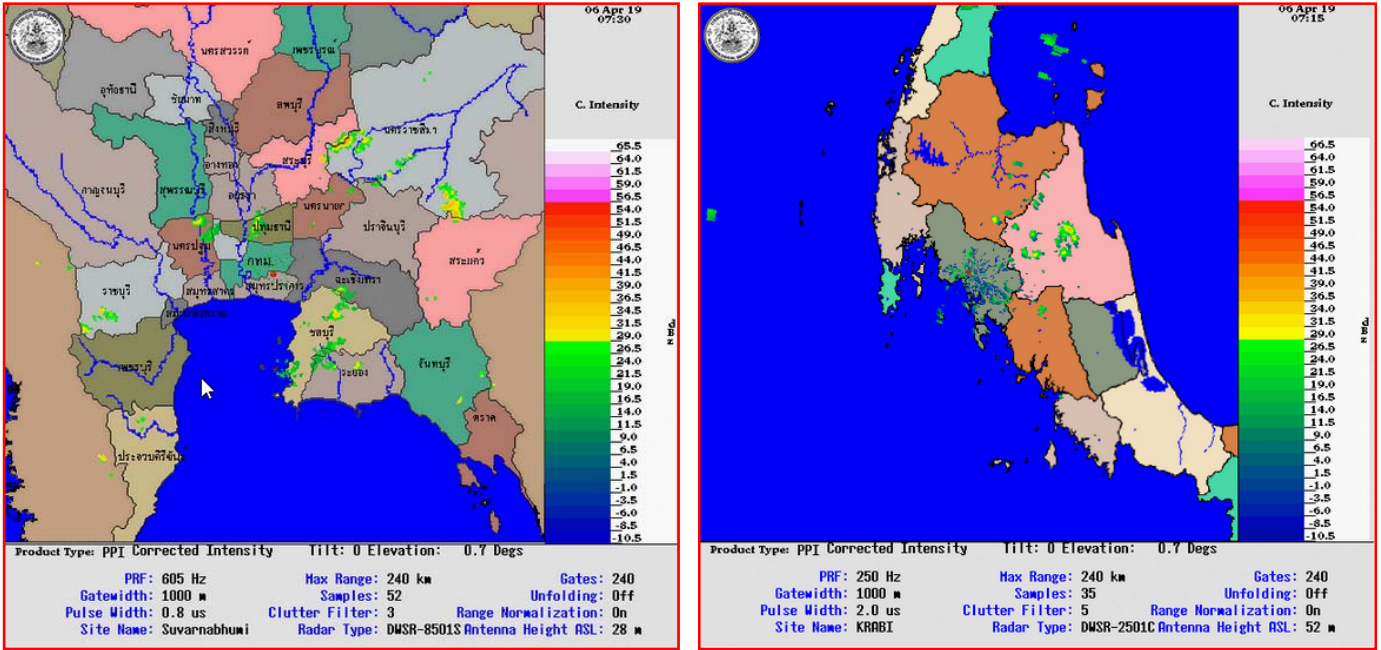 06 Apr 19
07:30
C. Intensity
65.5
64.0
61.5
59.0
56.5
54.0
51.5
49.0
46.5
44.0
41.5
39.0
36.5
34.0
31.5
29.0
26.5
24.0
21.5
19.0
16.5
14.0
11.5
9.0
6.5
4.0
1.5
-1.0
-3.5
-6.0
-8.5
-10.5
นครสวรรค์
เพชรบูรณ์
อุทัยธานี
ชัยนาท
ลพบุรี
สิงห์บุรี
นครราชสีมา
อ่างทอง
สระบุรี
กาญจนบุรี
สุพรรณบุรี
อยุธยา
นครนายก
ปราจีนบุรี
ปทุมธานี
นครปฐม
กทม.
สระแก้ว
ฉะเชิงเทรา
ราชบุรี
สมุทรสาคร
สมุทรปราการ
ชลบุรี
เพชรบุรี
ระยอง
จันทบุรี
ตราด
ประจวบคีรีขันธ์
Product Type: PPI Corrected Intensity Tilt: 0 Elevation: 0.7 Degs
PRF: 605 Hz Max Range: 240 km Gates: 240
Gatewidth: 1000 m Samples: 52 Unfolding: Off
Pulse Width: 0.8 us Clutter Filter: 3 Range Normalization: On
Site Name: Suvarnabhumi Radar Type: DWSR-8501S Antenna Height ASL: 28 m
06 Apr 19
07:15
C. Intensity
66.5
64.0
61.5
59.0
56.5
54.0
51.5
49.0
46.5
44.0
41.5
39.0
36.5
34.0
31.5
29.0
26.5
24.0
21.5
19.0
16.5
14.0
11.5
9.0
6.5
4.0
1.5
-1.0
-3.5
-6.0
-8.5
-10.5
Product Type: PPI Corrected Intensity Tilt: 0 Elevation: 0.7 Degs
PRF: 250 Hz Max Range: 240 km Gates: 240
Gatewidth: 1000 m Samples: 35 Unfolding: Off
Pulse Width: 2.0 us Clutter Filter: 5 Range Normalization: On
Site Name: KRABI Radar Type: DWSR-2501C Antenna Height ASL: 52 m